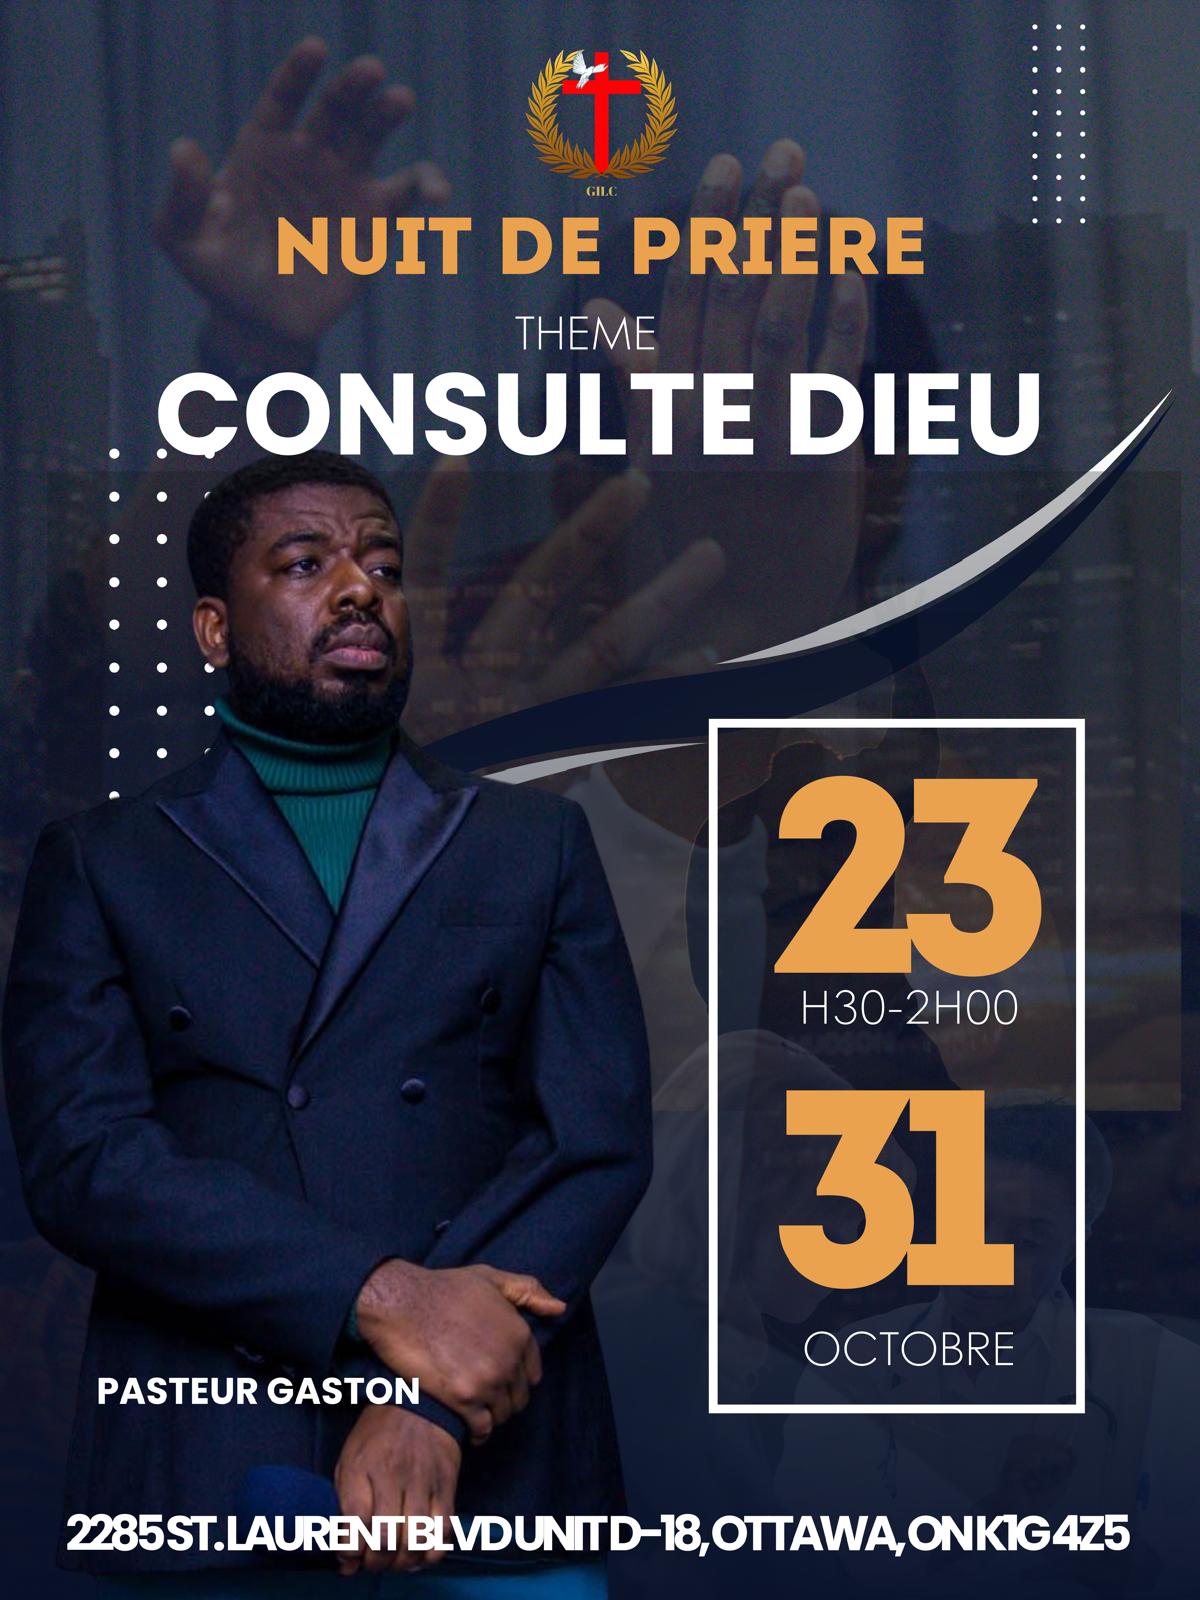 GILC
NUIT DE PRIERE
THEME
CONSULTE DIEU
23
H30-2H00
31
OCTOBRE
PASTEUR GASTON
2285 ST. LAURENT BLVD UNIT D-18, OTTAWA, ON K1G 4Z5